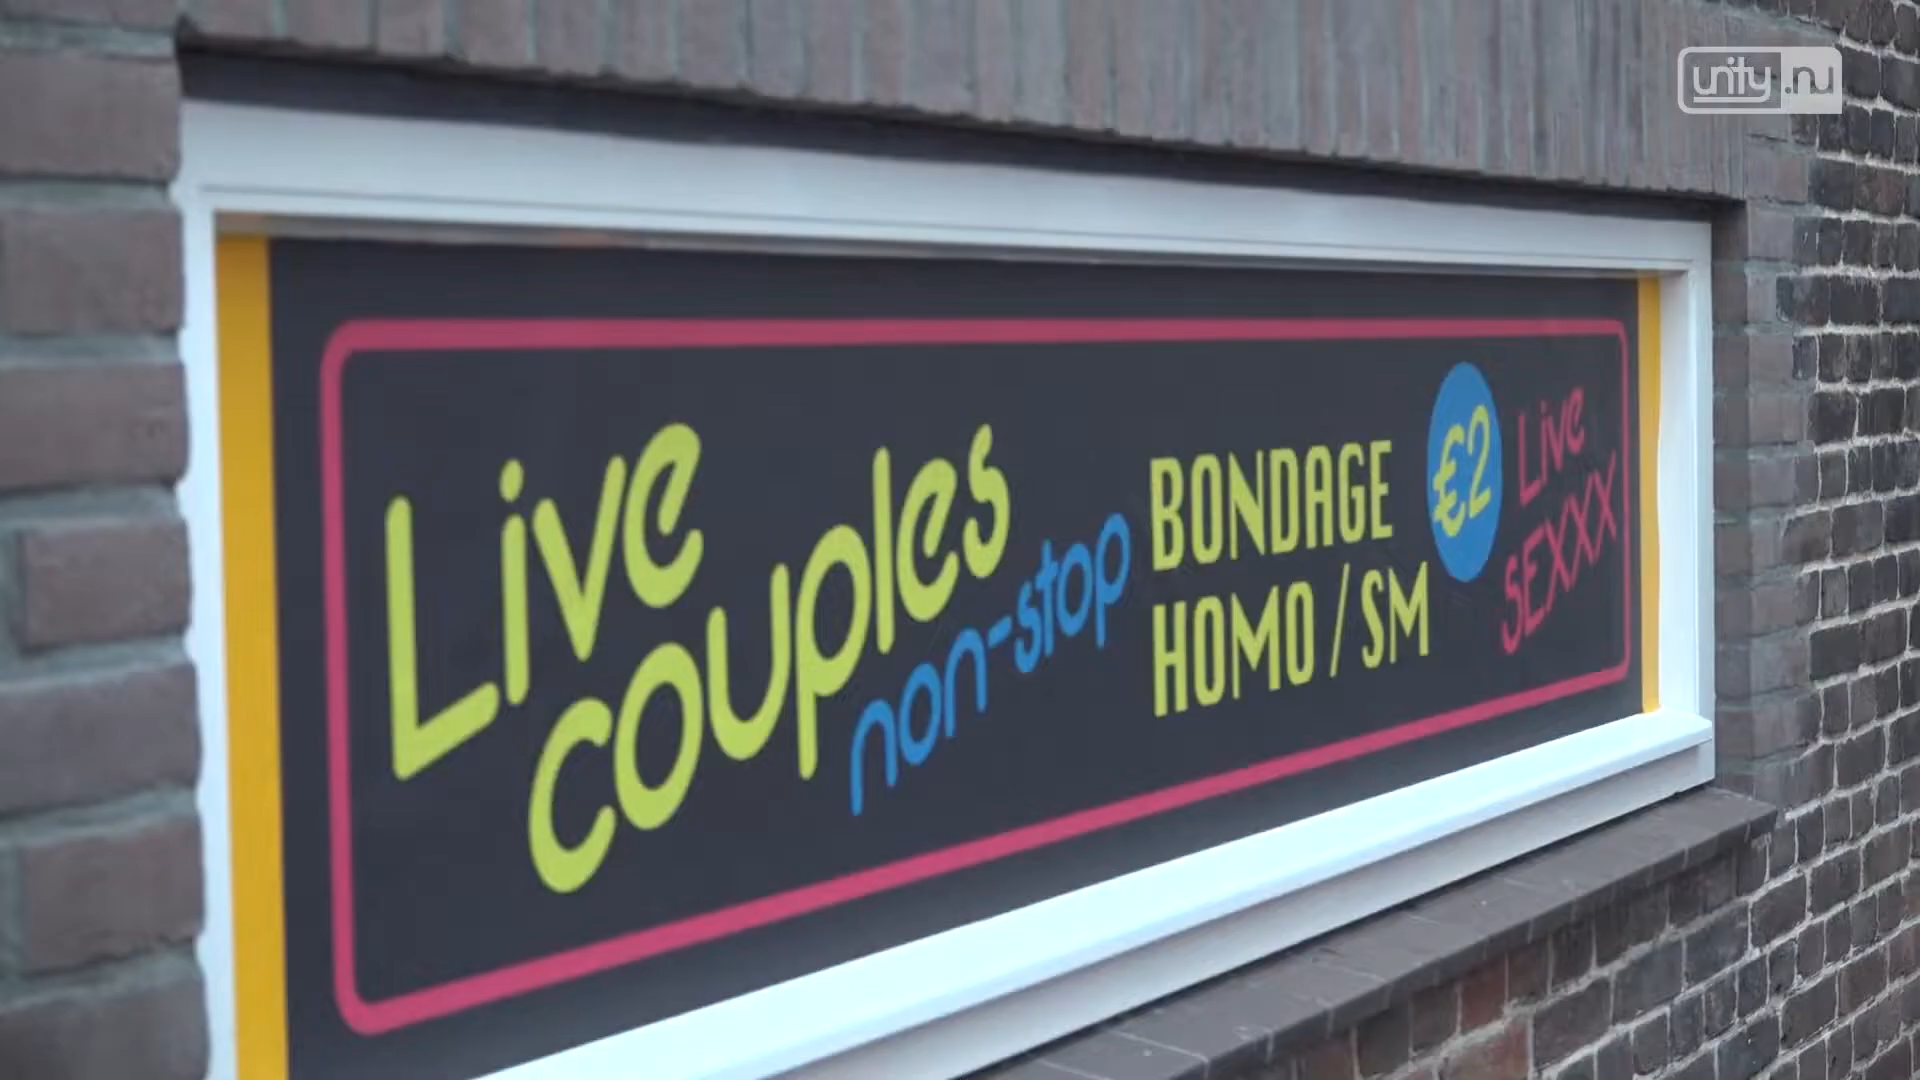 Live
couples
non-stop
BONDAGE
HOMO / SM
€2
Live
SEXXX
unity.nu